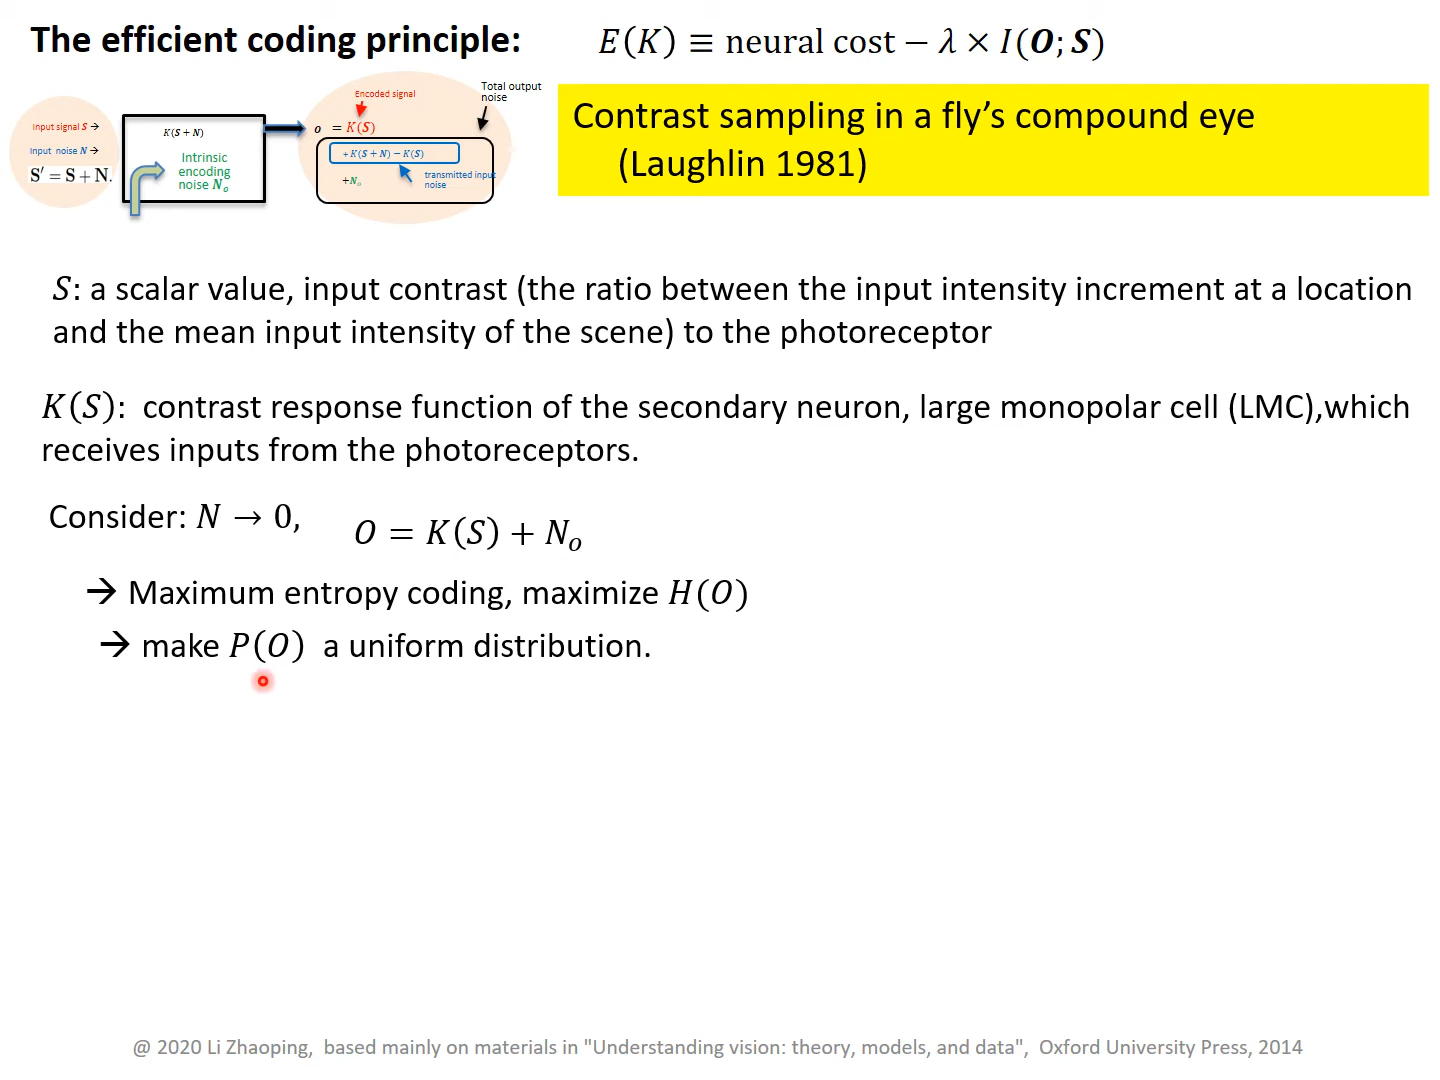 The efficient coding principle:
E(K) ≡ neural cost − λ × I(O; S)
Input signal S →
Input noise N →
S′ = S + N.
K(S + N)
Intrinsic
encoding
noise Nₒ
Encoded signal
Total output
noise
O = K(S)
+ K(S + N) − K(S)
+Nₒ
transmitted input
noise
Contrast sampling in a fly’s compound eye
(Laughlin 1981)
S: a scalar value, input contrast (the ratio between the input intensity increment at a location
and the mean input intensity of the scene) to the photoreceptor
K(S): contrast response function of the secondary neuron, large monopolar cell (LMC),which
receives inputs from the photoreceptors.
Consider: N → 0, O = K(S) + Nₒ
→ Maximum entropy coding, maximize H(O)
→ make P(O) a uniform distribution.
@ 2020 Li Zhaoping, based mainly on materials in "Understanding vision: theory, models, and data", Oxford University Press, 2014